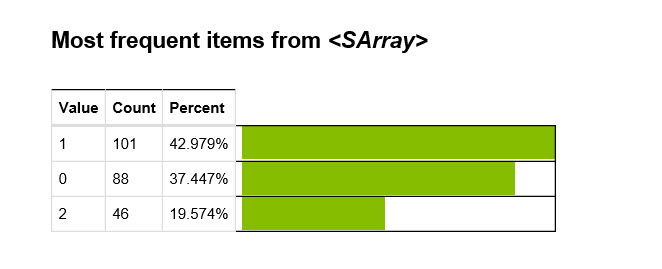 Most frequent items from <SArray>
Value Count Percent
1 101 42.979%
0 88 37.447%
2 46 19.574%